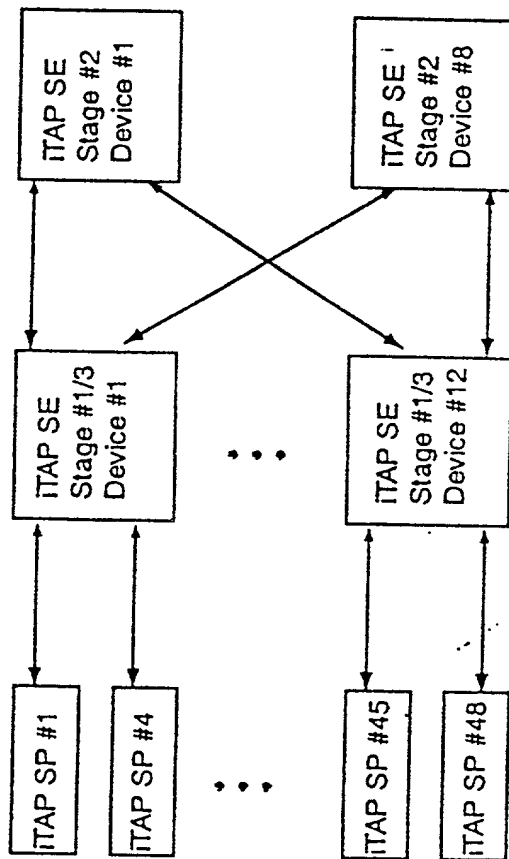 iTAP SP #1
iTAP SP #4
iTAP SP #45
iTAP SP #48
iTAP SE
Stage #1/3
Device #1
iTAP SE
Stage #1/3
Device #12
iTAP SE
Stage #2
Device #1
iTAP SE
Stage #2
Device #8